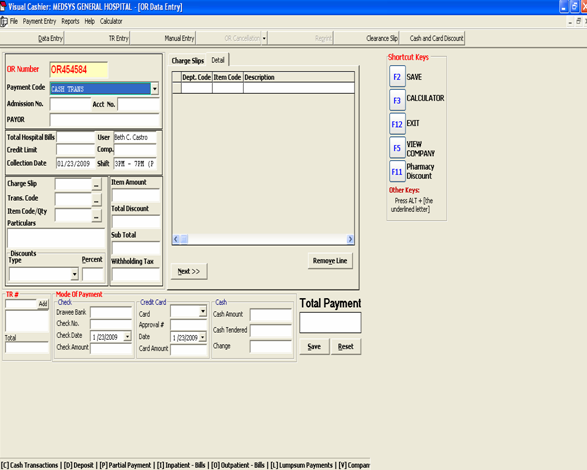 Visual Cashier: MEDSYS GENERAL HOSPITAL - [OR Data Entry]
File Payment Entry Reports Help Calculator
Data Entry TR Entry Manual Entry OR Cancellation Reprint Clearance Slip Cash and Card Discount
OR Number OR454584
Payment Code CASH TRANS
Admission No. Acct No.
PAYOR
Total Hospital Bills User Beth C. Castro
Credit Limit Comp.
Collection Date 01/23/2009 Shift 3PM - 7PM (P
Charge Slip ...
Trans. Code ...
Item Code/Qty ...
Particulars
Discounts
Type Percent
Item Amount
Total Discount
Sub Total
Withholding Tax
Charge Slips Detail
Dept. Code Item Code Description
Next >> Remove Line
Shortcut Keys
F2 SAVE
F3 CALCULATOR
F12 EXIT
F5 VIEW COMPANY
F11 Pharmacy Discount
Other Keys:
Press ALT + [the
underlined letter]
TR #
Add
Total
Mode Of Payment
Check
Drawee Bank
Check No.
Check Date 1 /23/2009
Check Amount
Credit Card
Card
Approval #
Date 1 /23/2009
Card Amount
Cash
Cash Amount
Cash Tendered
Change
Total Payment
Save Reset
[C] Cash Transactions | [D] Deposit | [P] Partial Payment | [I] Inpatient - Bills | [O] Outpatient - Bills | [L] Lumpsum Payments | [V] Compan